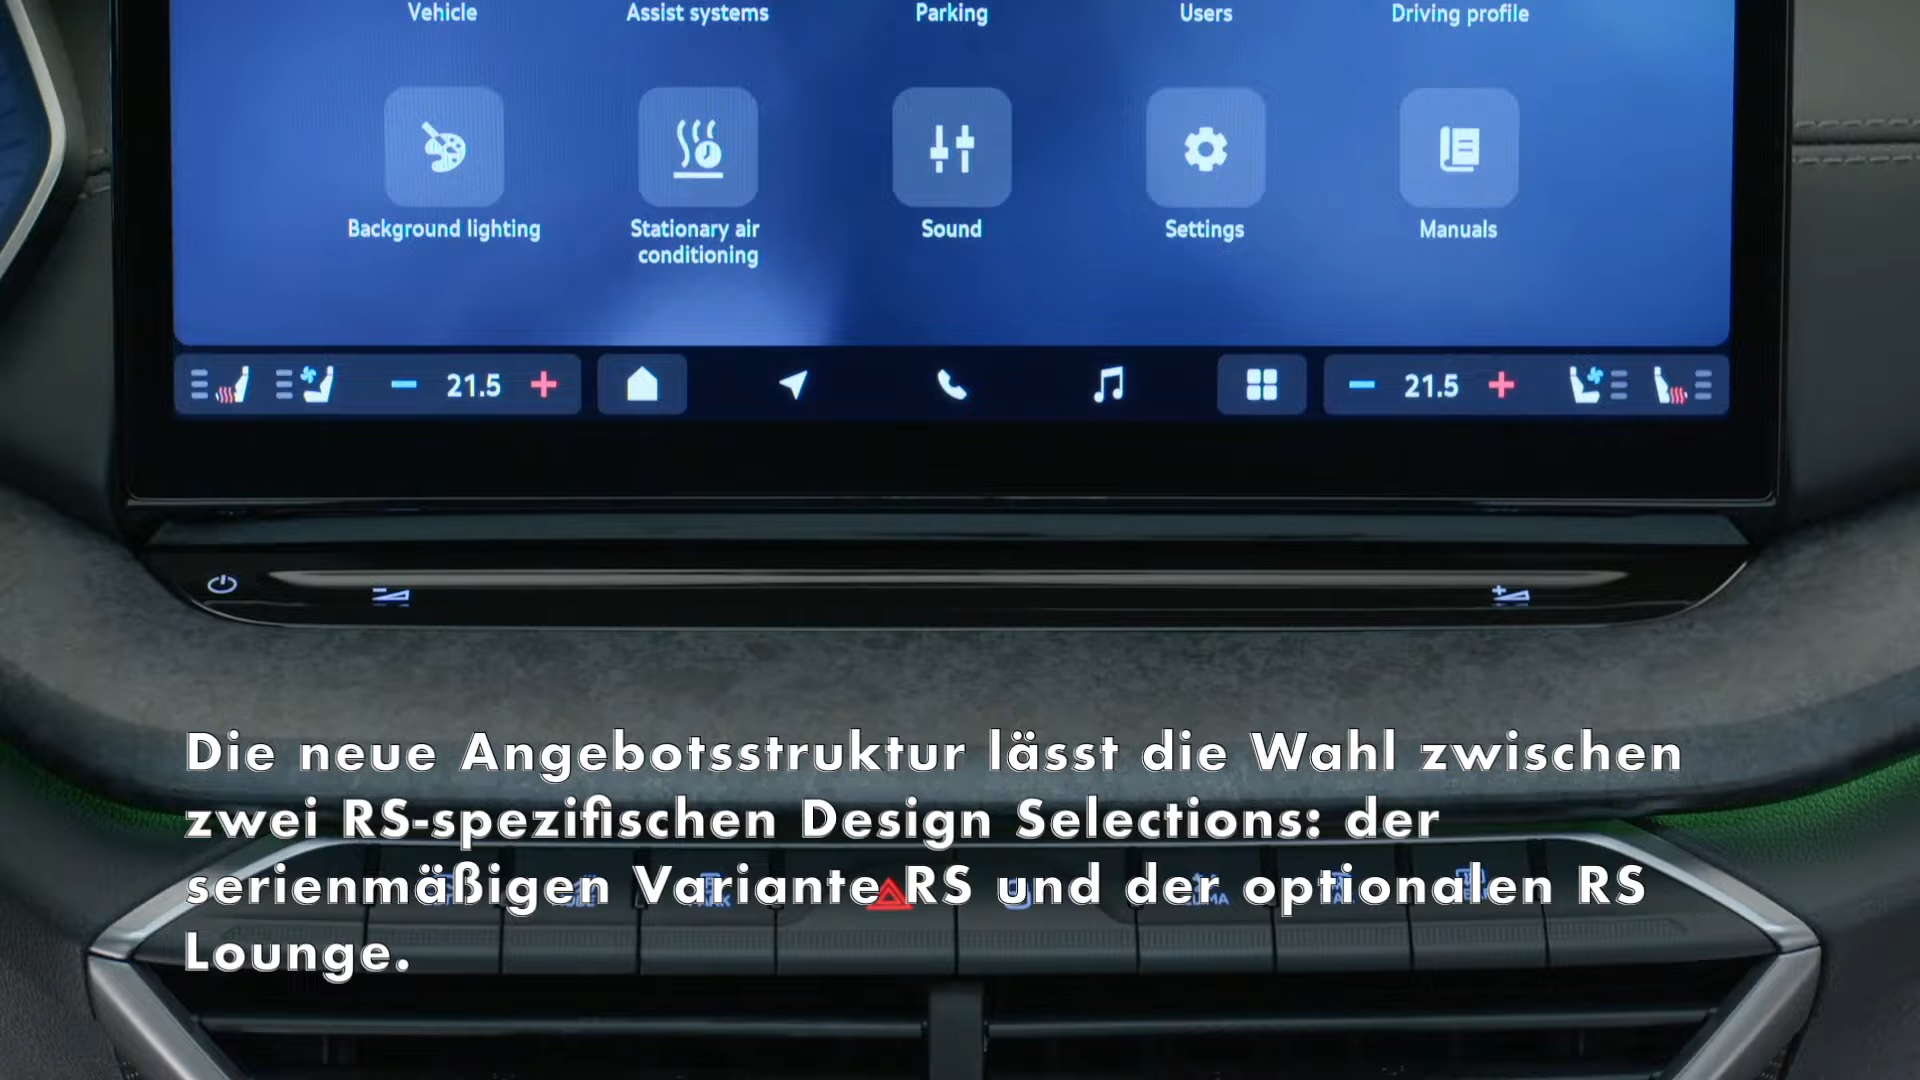 Vehicle Assist systems Parking Users Driving profile
Background lighting Stationary air conditioning Sound Settings Manuals
21.5 21.5
Die neue Angebotsstruktur lässt die Wahl zwischen
zwei RS-spezifischen Design Selections: der
serienmäßigen Variante RS und der optionalen RS
Lounge.